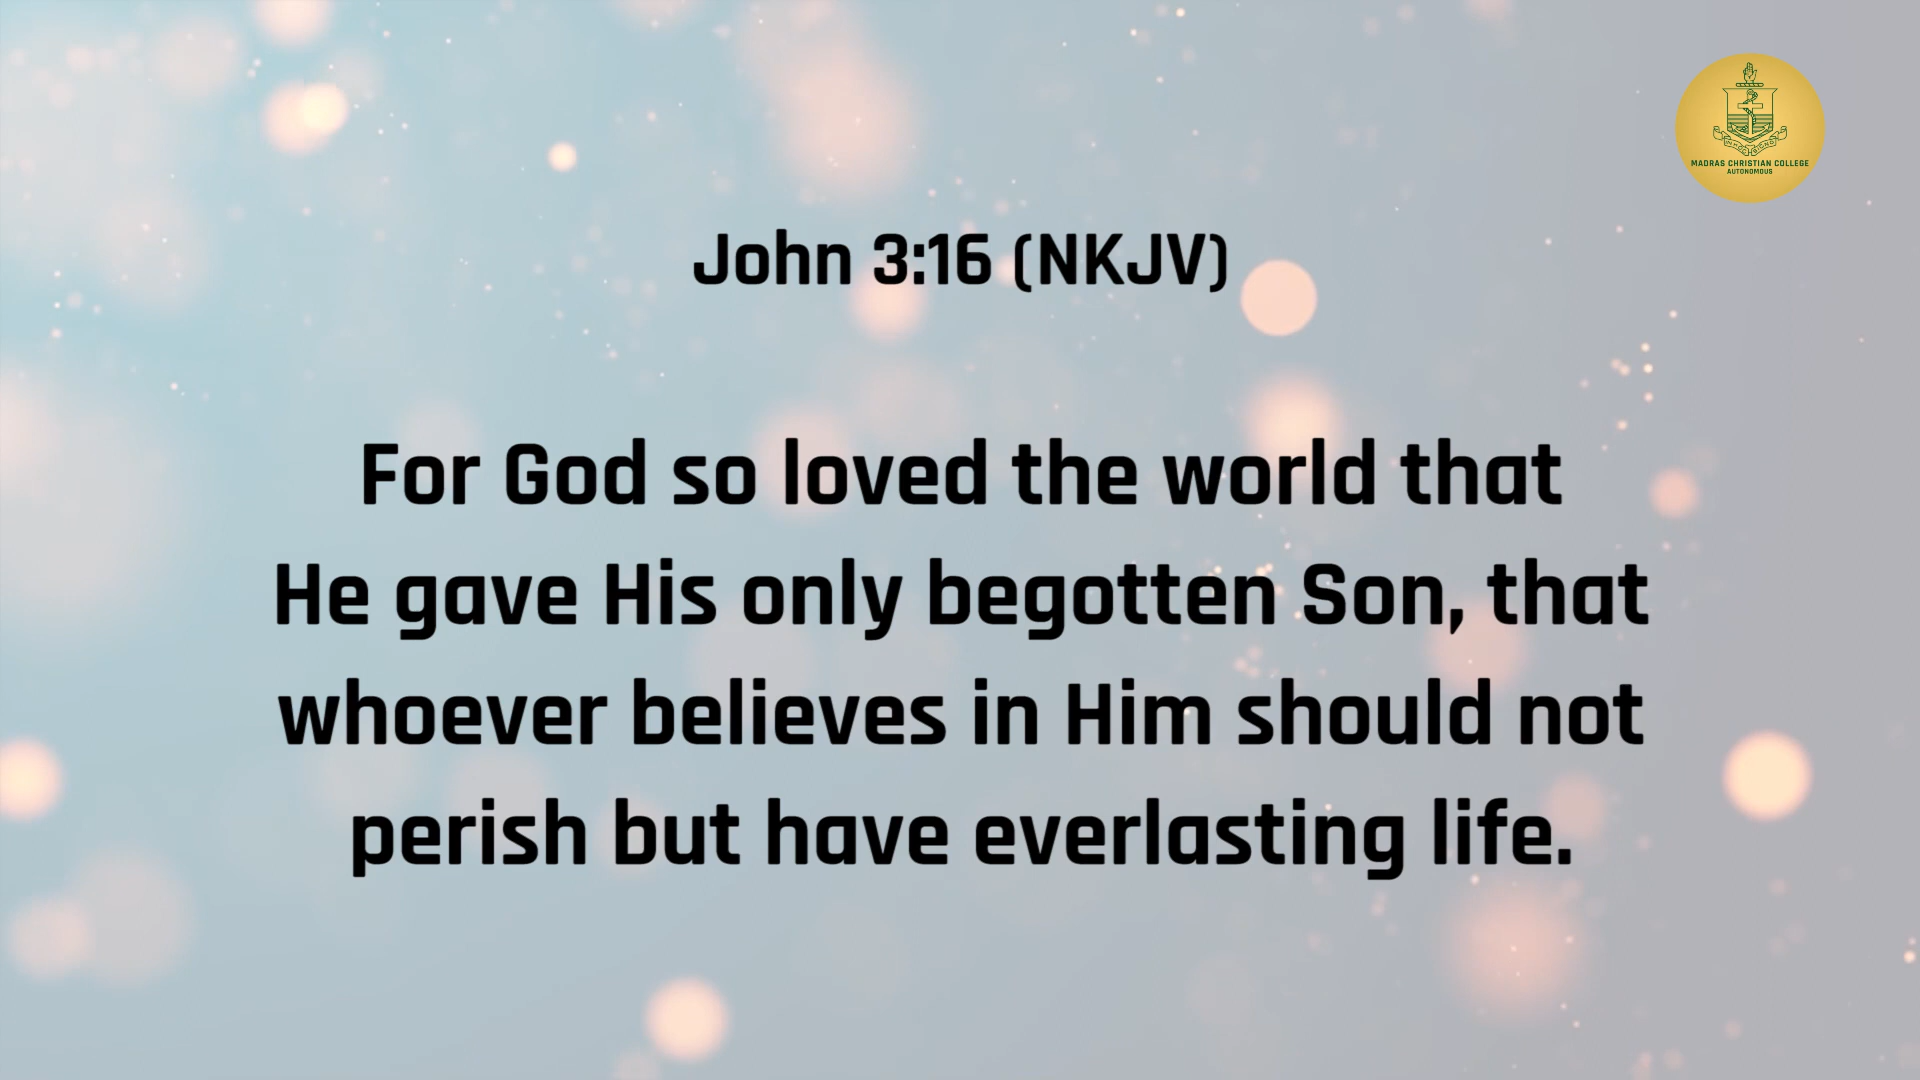 MADRAS CHRISTIAN COLLEGE
AUTONOMOUS
John 3:16 (NKJV)
For God so loved the world that
He gave His only begotten Son, that
whoever believes in Him should not
perish but have everlasting life.